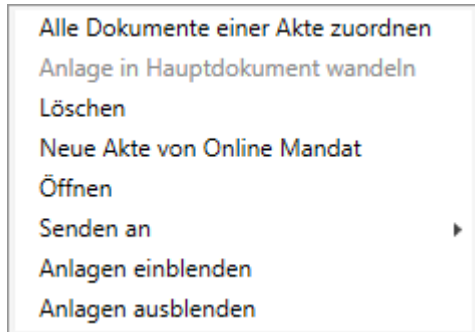 Alle Dokumente einer Akte zuordnen
Anlage in Hauptdokument wandeln
Löschen
Neue Akte von Online Mandat
Öffnen
Senden an
Anlagen einblenden
Anlagen ausblenden